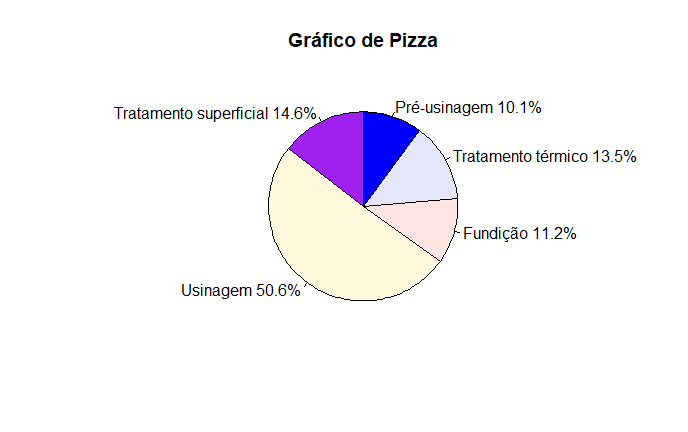 Gráfico de Pizza
Tratamento superficial 14.6%
Pré-usinagem 10.1%
Tratamento térmico 13.5%
Fundição 11.2%
Usinagem 50.6%